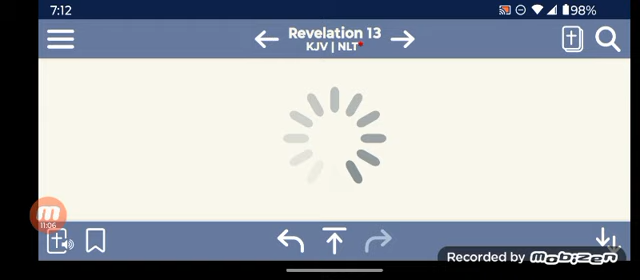 7:12
98%
Revelation 13
KJV | NLT
11:06
Recorded by Mobizen